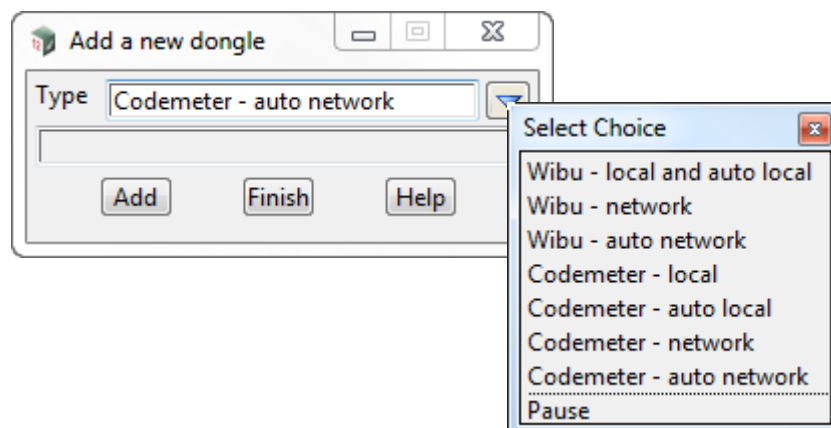 Add a new dongle
Type Codemeter - auto network
Add Finish Help
Select Choice
Wibu - local and auto local
Wibu - network
Wibu - auto network
Codemeter - local
Codemeter - auto local
Codemeter - network
Codemeter - auto network
Pause